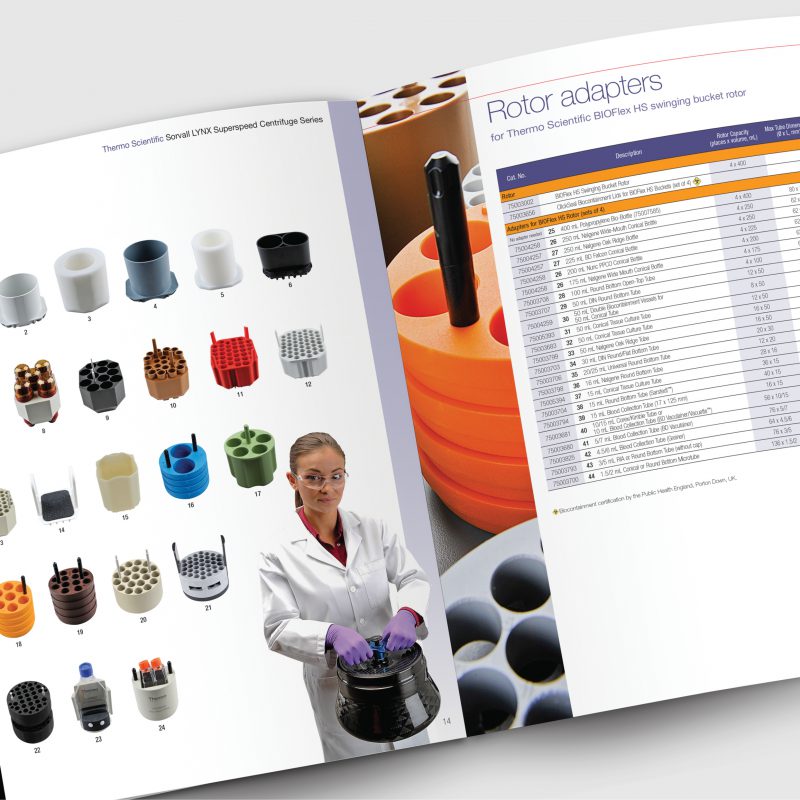 Thermo Scientific Sorvall LYNX Superspeed Centrifuge Series
2
3
4
5
6
8
9
10
11
12
3
14
15
16
17
18
19
20
21
22
23
24
14
Rotor adapters
for Thermo Scientific BIOFlex HS swinging bucket rotor
Cat. No. Description Rotor Capacity (places x volume, mL) Max Tube Dimen (Ø x L, mm
Rotor
75003002 BIOFlex HS Swinging Bucket Rotor 4 x 400
75003656 ClickSeal Biocontainment Lids for BIOFlex HS Buckets (set of 4)
Adapters for BIOFlex HS Rotor (sets of 4)
No adapter needed 25 400 mL Polypropylene Bio-Bottle (75007585) 4 x 400
75004258 26 250 mL Nalgene Wide-Mouth Conical Bottle 4 x 250
75004257 27 250 mL Nalgene Oak Ridge Bottle 4 x 250
75004257 27 225 mL BD Falcon Conical Bottle 4 x 225
75004258 26 200 mL Nunc PPCO Conical Bottle 4 x 200
75004258 26 175 mL Nalgene Wide Mouth Conical Bottle 4 x 175
75003708 28 100 mL Round Bottom Open-Top Tube 4 x 100
75003707 29 50 mL DIN Round Bottom Tube 12 x 50
75004259 30 50 mL Double Biocontainment Vessels for
50 mL Conical Tube 8 x 50
75005393 31 50 mL Conical Tissue Culture Tube 12 x 50
75003683 32 50 mL Conical Tissue Culture Tube 16 x 50
75003799 33 50 mL Nalgene Oak Ridge Tube 16 x 50
75003703 34 30 mL DIN Round/Flat Bottom Tube 20 x 30
75003706 35 20/25 mL Universal Round Bottom Tube 12 x 20
75003798 36 16 mL Nalgene Round Bottom Tube 28 x 16
75005394 37 15 mL Conical Tissue Culture Tube 36 x 15
75003704 38 15 mL Round Bottom Tube (Sarstedt™) 40 x 15
75003794 39 15 mL Blood Collection Tube (17 x 125 mm) 16 x 15
75003681 40 10/15 mL Corex/Kimble Tube or
10 mL Blood Collection Tube (BD Vacutainer/Vacuette™) 56 x 10/15
75003680 41 5/7 mL Blood Collection Tube (BD Vacutainer) 76 x 5/7
75003825 42 4.5/6 mL Blood Collection Tube (Greiner) 64 x 4.5/6
75003793 43 3/5 mL RIA or Round Bottom Tube (without cap) 76 x 3/5
75003700 44 1.5/2 mL Conical or Round Bottom Microtube 136 x 1.5/2
Biocontainment certification by the Public Health England, Porton Down, UK.